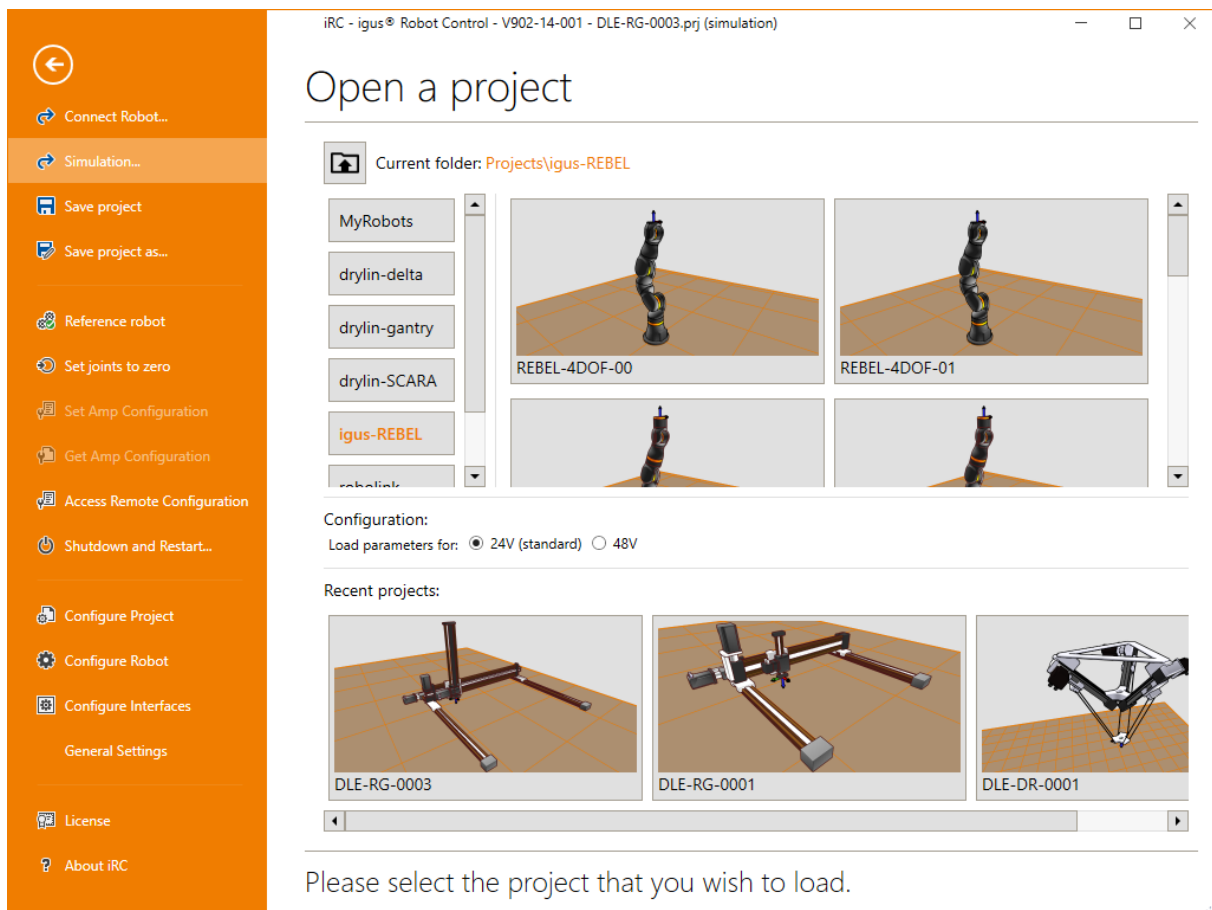 iRC - igus® Robot Control - V902-14-001 - DLE-RG-0003.prj (simulation)
Connect Robot...
Simulation...
Save project
Save project as...
Reference robot
Set joints to zero
Set Amp Configuration
Get Amp Configuration
Access Remote Configuration
Shutdown and Restart...
Configure Project
Configure Robot
Configure Interfaces
General Settings
License
About iRC
Open a project
Current folder: Projects\igus-REBEL
MyRobots
drylin-delta
drylin-gantry
drylin-SCARA
igus-REBEL
robolink
REBEL-4DOF-00
REBEL-4DOF-01
Configuration:
Load parameters for: 24V (standard) 48V
Recent projects:
DLE-RG-0003
DLE-RG-0001
DLE-DR-0001
Please select the project that you wish to load.